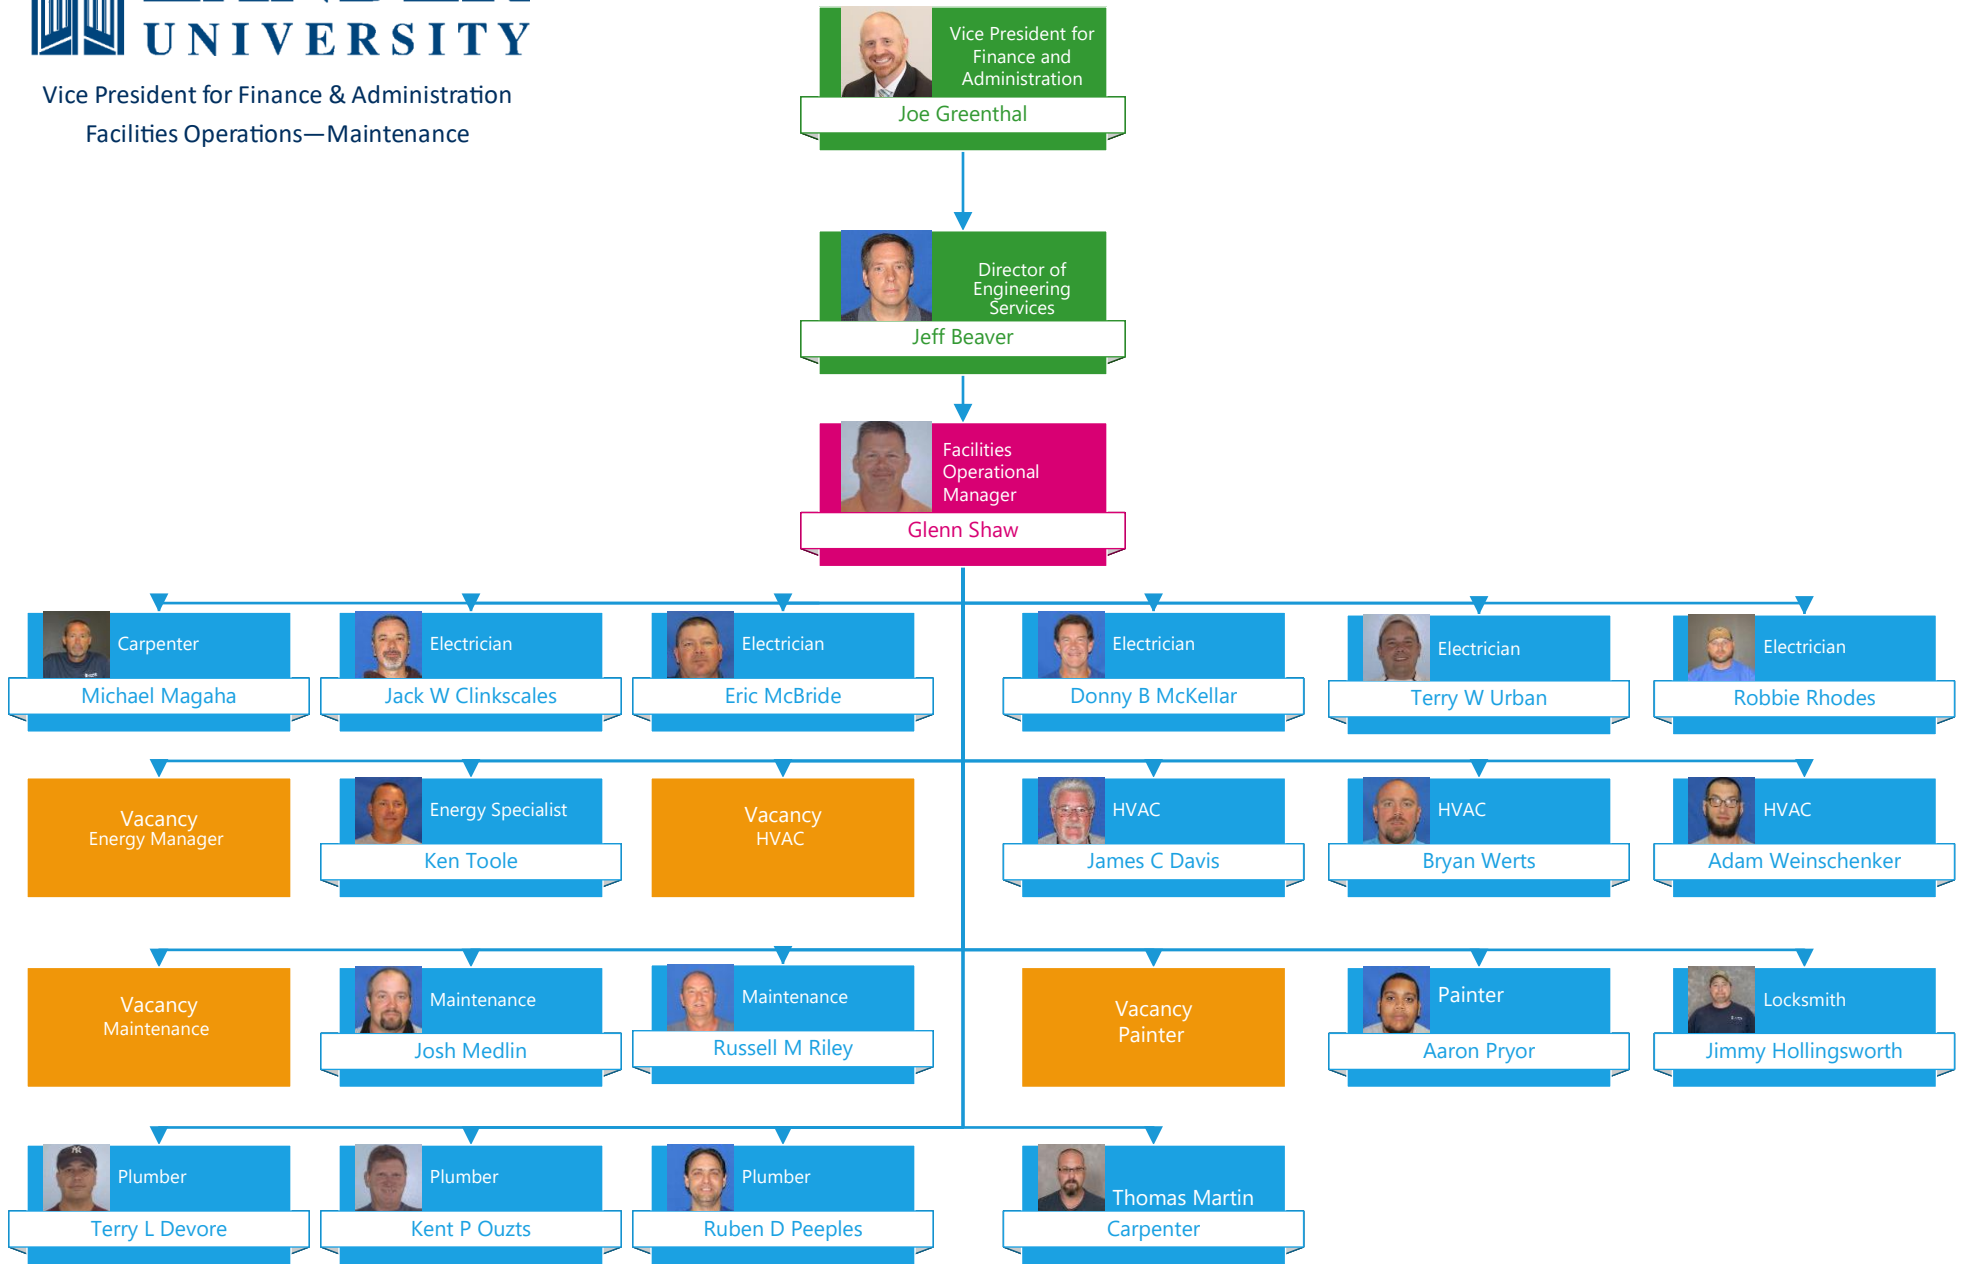 UNIVERSITY
Vice President for Finance & Administration
Facilities Operations—Maintenance
Vice President for
Finance and
Administration
Joe Greenthal
Director of
Engineering
Services
Jeff Beaver
Facilities
Operational
Manager
Glenn Shaw
Carpenter
Michael Magaha
Electrician
Jack W Clinkscales
Electrician
Eric McBride
Electrician
Donny B McKellar
Electrician
Terry W Urban
Electrician
Robbie Rhodes
Vacancy
Energy Manager
Energy Specialist
Ken Toole
Vacancy
HVAC
HVAC
James C Davis
HVAC
Bryan Werts
HVAC
Adam Weinschenker
Vacancy
Maintenance
Maintenance
Josh Medlin
Maintenance
Russell M Riley
Vacancy
Painter
Painter
Aaron Pryor
Locksmith
Jimmy Hollingsworth
Plumber
Terry L Devore
Plumber
Kent P Ouzts
Plumber
Ruben D Peeples
Thomas Martin
Carpenter